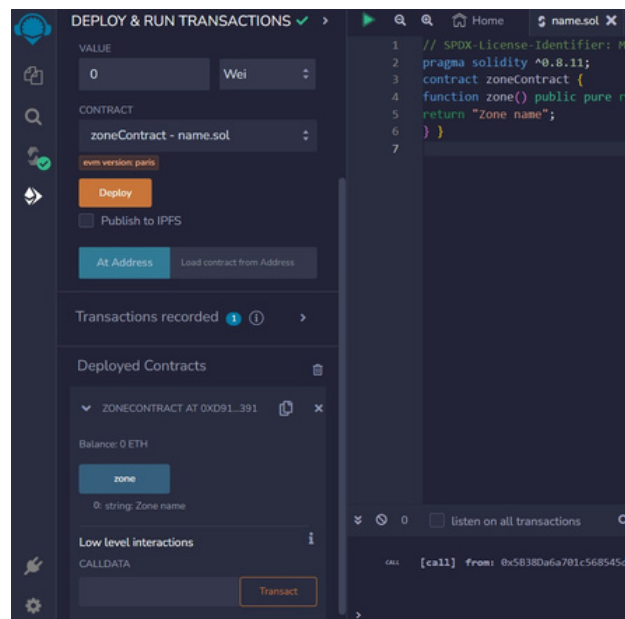 DEPLOY & RUN TRANSACTIONS
VALUE
0
Wei
CONTRACT
zoneContract - name.sol
evm version: paris
Deploy
Publish to IPFS
At Address
Load contract from Address
Transactions recorded 1 i
Deployed Contracts
ZONECONTRACT AT 0XD91...391
Balance: 0 ETH
zone
0: string: Zone name
Low level interactions
i
CALLDATA
Transact
Home
name.sol
1 // SPDX-License-Identifier: M
2 pragma solidity ^0.8.11;
3 contract zoneContract {
4 function zone() public pure r
5 return "Zone name";
6 } }
7
0
listen on all transactions
CALL [call] from: 0x5B38Da6a701c568545
>